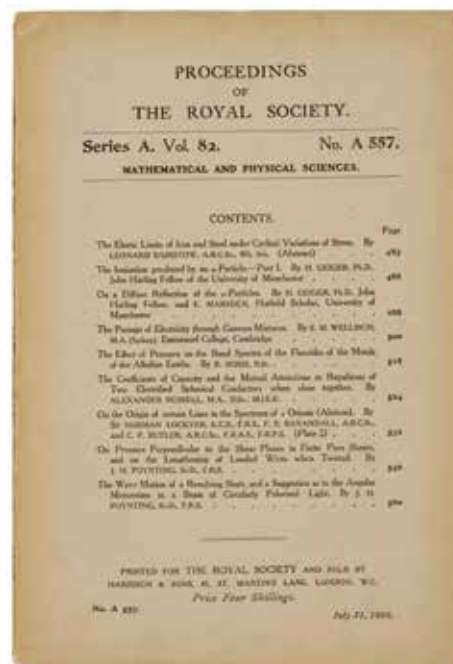 PROCEEDINGS
OF
THE ROYAL SOCIETY.
Series A. Vol. 82. No. A 557.
MATHEMATICAL AND PHYSICAL SCIENCES.
CONTENTS.
Page
The Elastic Limits of Iron and Steel under Cyclical Variations of Stress. By
LEONARD BAIRSTOW, A.R.C.Sc., Wh. Sch. (Abstract)
The Ionisation produced by an α-Particle.—Part I. By H. GEIGER, Ph.D.,
John Harling Fellow of the University of Manchester
On a Diffuse Reflection of the α-Particles. By H. GEIGER, Ph.D., John
Harling Fellow, and E. MARSDEN, Hatfield Scholar, University of
Manchester
The Passage of Electricity through Gaseous Mixtures. By E. M. WELLISCH,
M.A. (Sydney), Emmanuel College, Cambridge
The Effect of Pressure on the Band Spectra of the Fluorides of the Metals
of the Alkaline Earths. By R. ROSSI, B.Sc.
The Coefficients of Capacity and the Mutual Attractions or Repulsions of
Two Electrified Spherical Conductors when close together. By
ALEXANDER RUSSELL, M.A., D.Sc., M.I.E.E.
On the Origin of certain Lines in the Spectrum of ε Orionis (Alnitam). By
Sir NORMAN LOCKYER, K.C.B., F.R.S., F. E. BAXANDALL, A.R.C.Sc.,
and C. P. BUTLER, A.R.C.Sc., F.R.A.S., F.R.P.S. (Plate 2)
On Pressure Perpendicular to the Shear Planes in Finite Pure Shears,
and on the Lengthening of Loaded Wires when Twisted. By
J. H. POYNTING, Sc.D., F.R.S.
The Wave Motion of a Revolving Shaft, and a Suggestion as to the Angular
Momentum in a Beam of Circularly Polarised Light. By J. H.
POYNTING, Sc.D., F.R.S.
PRINTED FOR THE ROYAL SOCIETY AND SOLD BY
HARRISON & SONS, ST. MARTIN'S LANE, LONDON, W.C.
Price Four Shillings.
No. A 557. July 31, 1909.